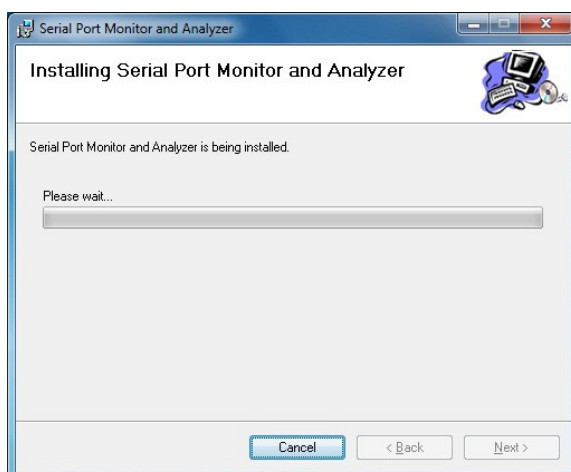 Serial Port Monitor and Analyzer
Installing Serial Port Monitor and Analyzer
Serial Port Monitor and Analyzer is being installed.
Please wait...
Cancel
< Back
Next >